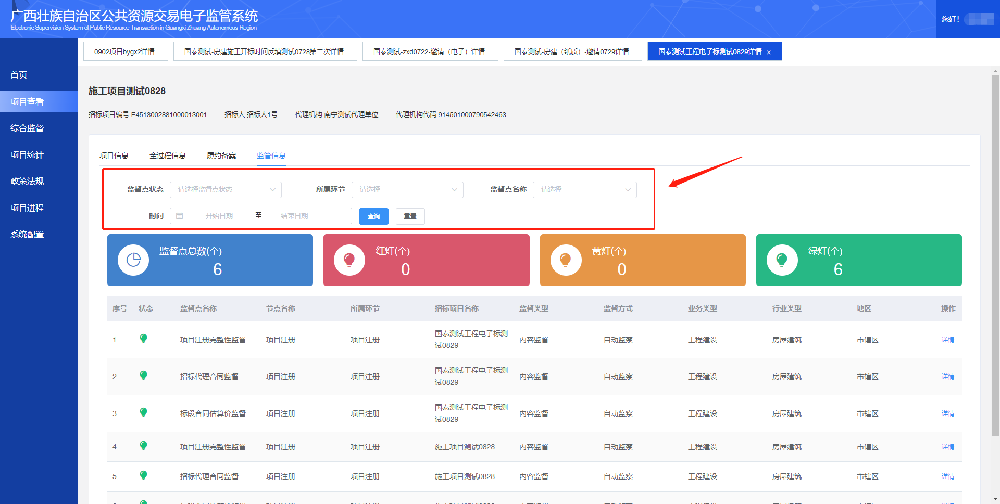 广西壮族自治区公共资源交易电子监管系统
Electronic Supervision System of Public Resource Transaction in Guangxi Zhuang Autonomous Region
您好!
0902项目bygx2详情
国泰测试-房建施工开标时间反填测试0728第二次详情
国泰测试-zxd0722-邀请（电子）详情
国泰测试-房建（纸质）-邀请0729详情
国泰测试工程电子标测试0829详情 ×
首页
项目查看
综合监督
项目统计
政策法规
项目进程
系统配置
施工项目测试0828
招标项目编号:E4513002881000013001 招标人:招标人1号 代理机构:南宁测试代理单位 代理机构代码:914501000790542463
项目信息 全过程信息 履约备案 监管信息
监督点状态 请选择监督点状态 所属环节 请选择 监督点名称 请选择
时间 开始日期 至 结束日期 查询 重置
监督点总数(个)
6
红灯(个)
0
黄灯(个)
0
绿灯(个)
6
序号 状态 监督点名称 节点名称 所属环节 招标项目名称 监督类型 监督方式 业务类型 行业类型 地区 操作
1 项目注册完整性监督 项目注册 项目注册 国泰测试工程电子标测试0829 内容监督 自动监察 工程建设 房屋建筑 市辖区 详情
2 招标代理合同监督 项目注册 项目注册 国泰测试工程电子标测试0829 内容监督 自动监察 工程建设 房屋建筑 市辖区 详情
3 标段合同估算价监督 项目注册 项目注册 国泰测试工程电子标测试0829 内容监督 自动监察 工程建设 房屋建筑 市辖区 详情
4 项目注册完整性监督 项目注册 项目注册 施工项目测试0828 内容监督 自动监察 工程建设 房屋建筑 市辖区 详情
5 招标代理合同监督 项目注册 项目注册 施工项目测试0828 内容监督 自动监察 工程建设 房屋建筑 市辖区 详情